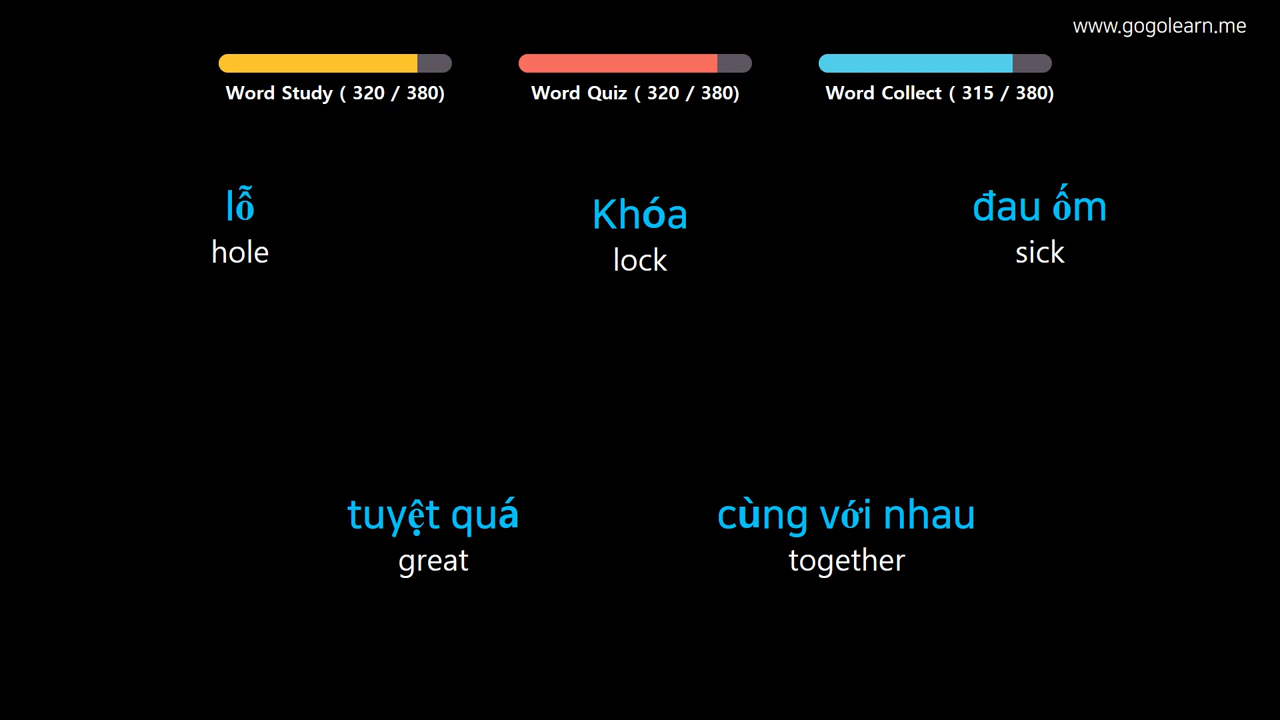 www.gogolearn.me
Word Study ( 320 / 380)
Word Quiz ( 320 / 380)
Word Collect ( 315 / 380)
lỗ
hole
Khóa
lock
đau ốm
sick
tuyệt quá
great
cùng với nhau
together